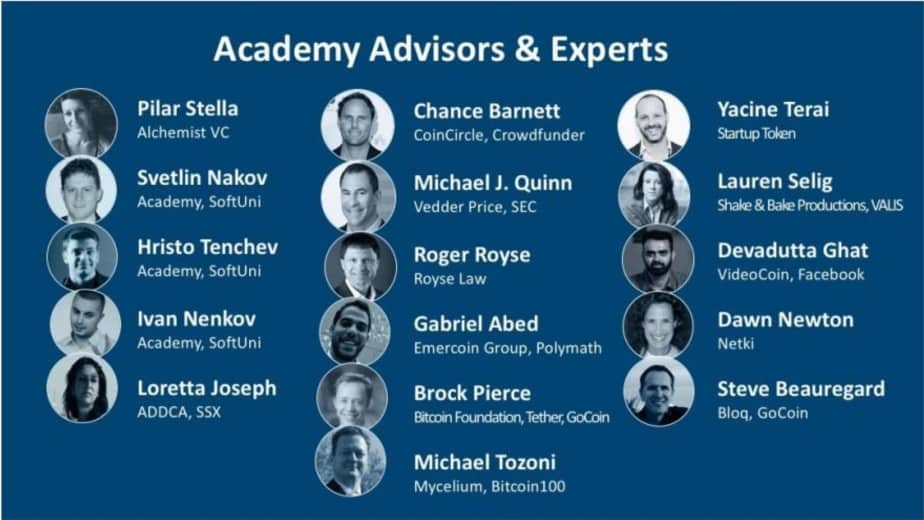 Academy Advisors & Experts
Pilar Stella
Alchemist VC
Svetlin Nakov
Academy, SoftUni
Hristo Tenchev
Academy, SoftUni
Ivan Nenkov
Academy, SoftUni
Loretta Joseph
ADDCA, SSX
Chance Barnett
CoinCircle, Crowdfunder
Michael J. Quinn
Vedder Price, SEC
Roger Royse
Royse Law
Gabriel Abed
Emercoin Group, Polymath
Brock Pierce
Bitcoin Foundation, Tether, GoCoin
Michael Tozoni
Mycelium, Bitcoin100
Yacine Terai
Startup Token
Lauren Selig
Shake & Bake Productions, VALIS
Devadutta Ghat
VideoCoin, Facebook
Dawn Newton
Netki
Steve Beauregard
Bloq, GoCoin